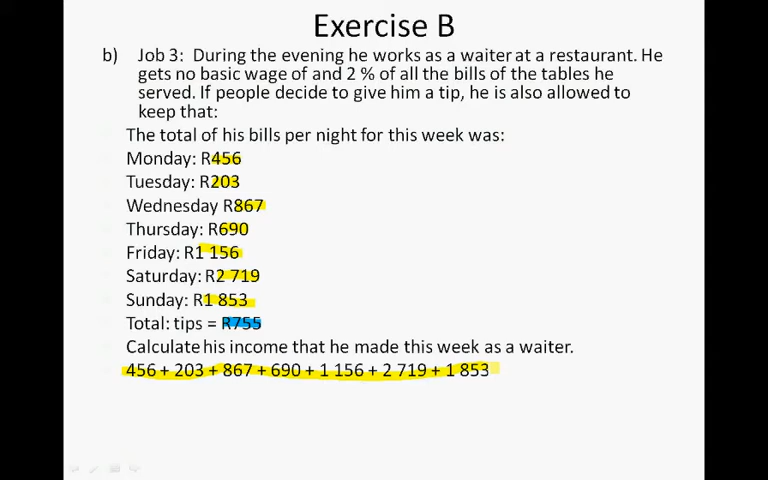 Exercise B
b) Job 3: During the evening he works as a waiter at a restaurant. He
gets no basic wage of and 2 % of all the bills of the tables he
served. If people decide to give him a tip, he is also allowed to
keep that:
The total of his bills per night for this week was:
Monday: R456
Tuesday: R203
Wednesday R867
Thursday: R690
Friday: R1 156
Saturday: R2 719
Sunday: R1 853
Total: tips = R755
Calculate his income that he made this week as a waiter.
456 + 203 + 867 + 690 + 1 156 + 2 719 + 1 853